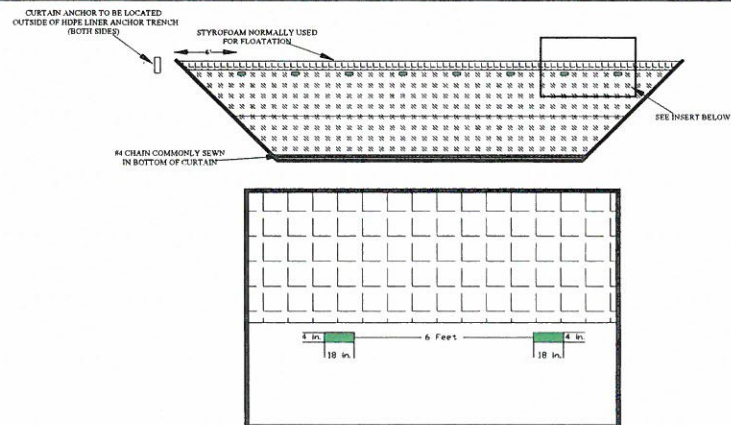 CURTAIN ANCHOR TO BE LOCATED
OUTSIDE OF HDPE LINER ANCHOR TRENCH
(BOTH SIDES)
STYROFOAM NORMALLY USED
FOR FLOATATION
6'
SEE INSERT BELOW
#4 CHAIN COMMONLY SEWN
IN BOTTOM OF CURTAIN
4 in. 6 Feet 4 in.
18 in. 18 in.